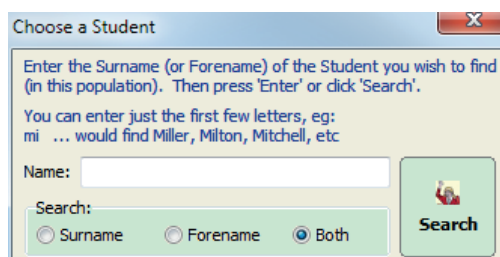 Choose a Student
Enter the Surname (or Forename) of the Student you wish to find
(in this population). Then press 'Enter' or click 'Search'.
You can enter just the first few letters, eg:
mi ... would find Miller, Milton, Mitchell, etc
Name:
Search:
Surname Forename Both
Search